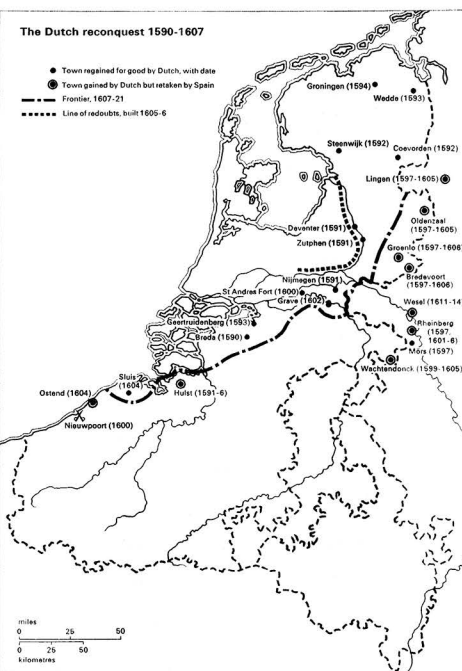 The Dutch reconquest 1590-1607
Town regained for good by Dutch, with date
Town gained by Dutch but retaken by Spain
Frontier, 1607-21
Line of redoubts, built 1605-6
Groningen (1594)
Wedde (1593)
Steenwijk (1592)
Coevorden (1592)
Lingen (1597-1605)
Oldenzaal
(1597-1605)
Deventer (1591)
Zutphen (1591)
Groenlo (1597-1606)
Bredevoort
(1597-1606)
Nijmegen (1591)
St Andres Fort (1600)
Grave (1602)
Wesel (1611-14)
Geertruidenberg (1593)
Rheinberg
(1597,
1601-6)
Breda (1590)
Mörs (1597)
Wachtendonck (1599-1605)
Sluis
(1604)
Ostend (1604)
Hulst (1591-6)
Nieuwpoort (1600)
miles
0 25 50
0 25 50
kilometres